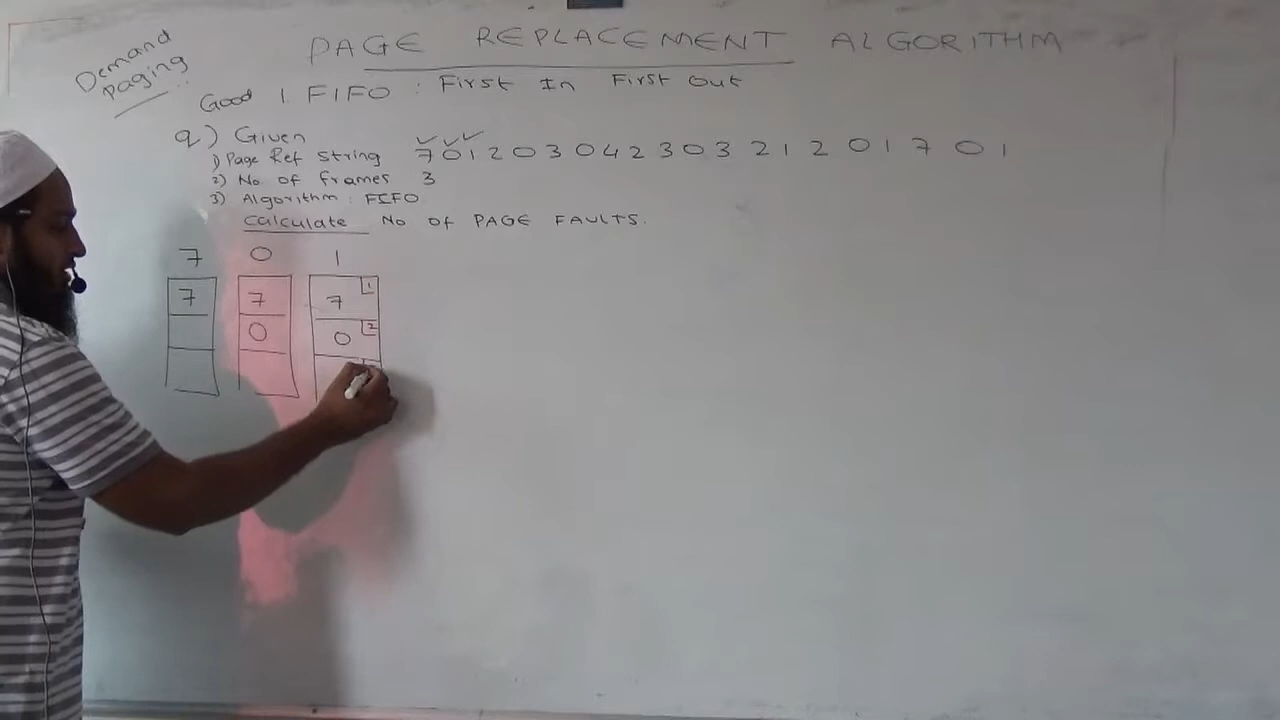 Demand paging
PAGE REPLACEMENT ALGORITHM
Good 1. FIFO : First In First Out
q) Given
1) Page Ref String 7 0 1 2 0 3 0 4 2 3 0 3 2 1 2 0 1 7 0 1
2) No of frames 3
3) Algorithm : FIFO
Calculate No of PAGE FAULTS.
7 0 1
7 7 7 1
0 0 2